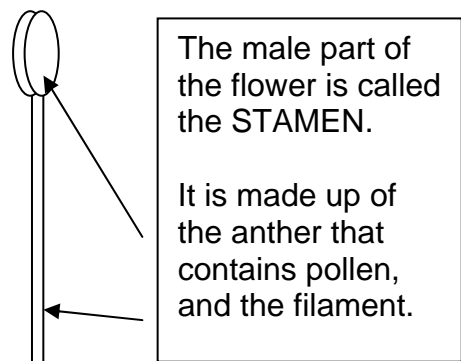 The male part of
the flower is called
the STAMEN.
It is made up of
the anther that
contains pollen,
and the filament.